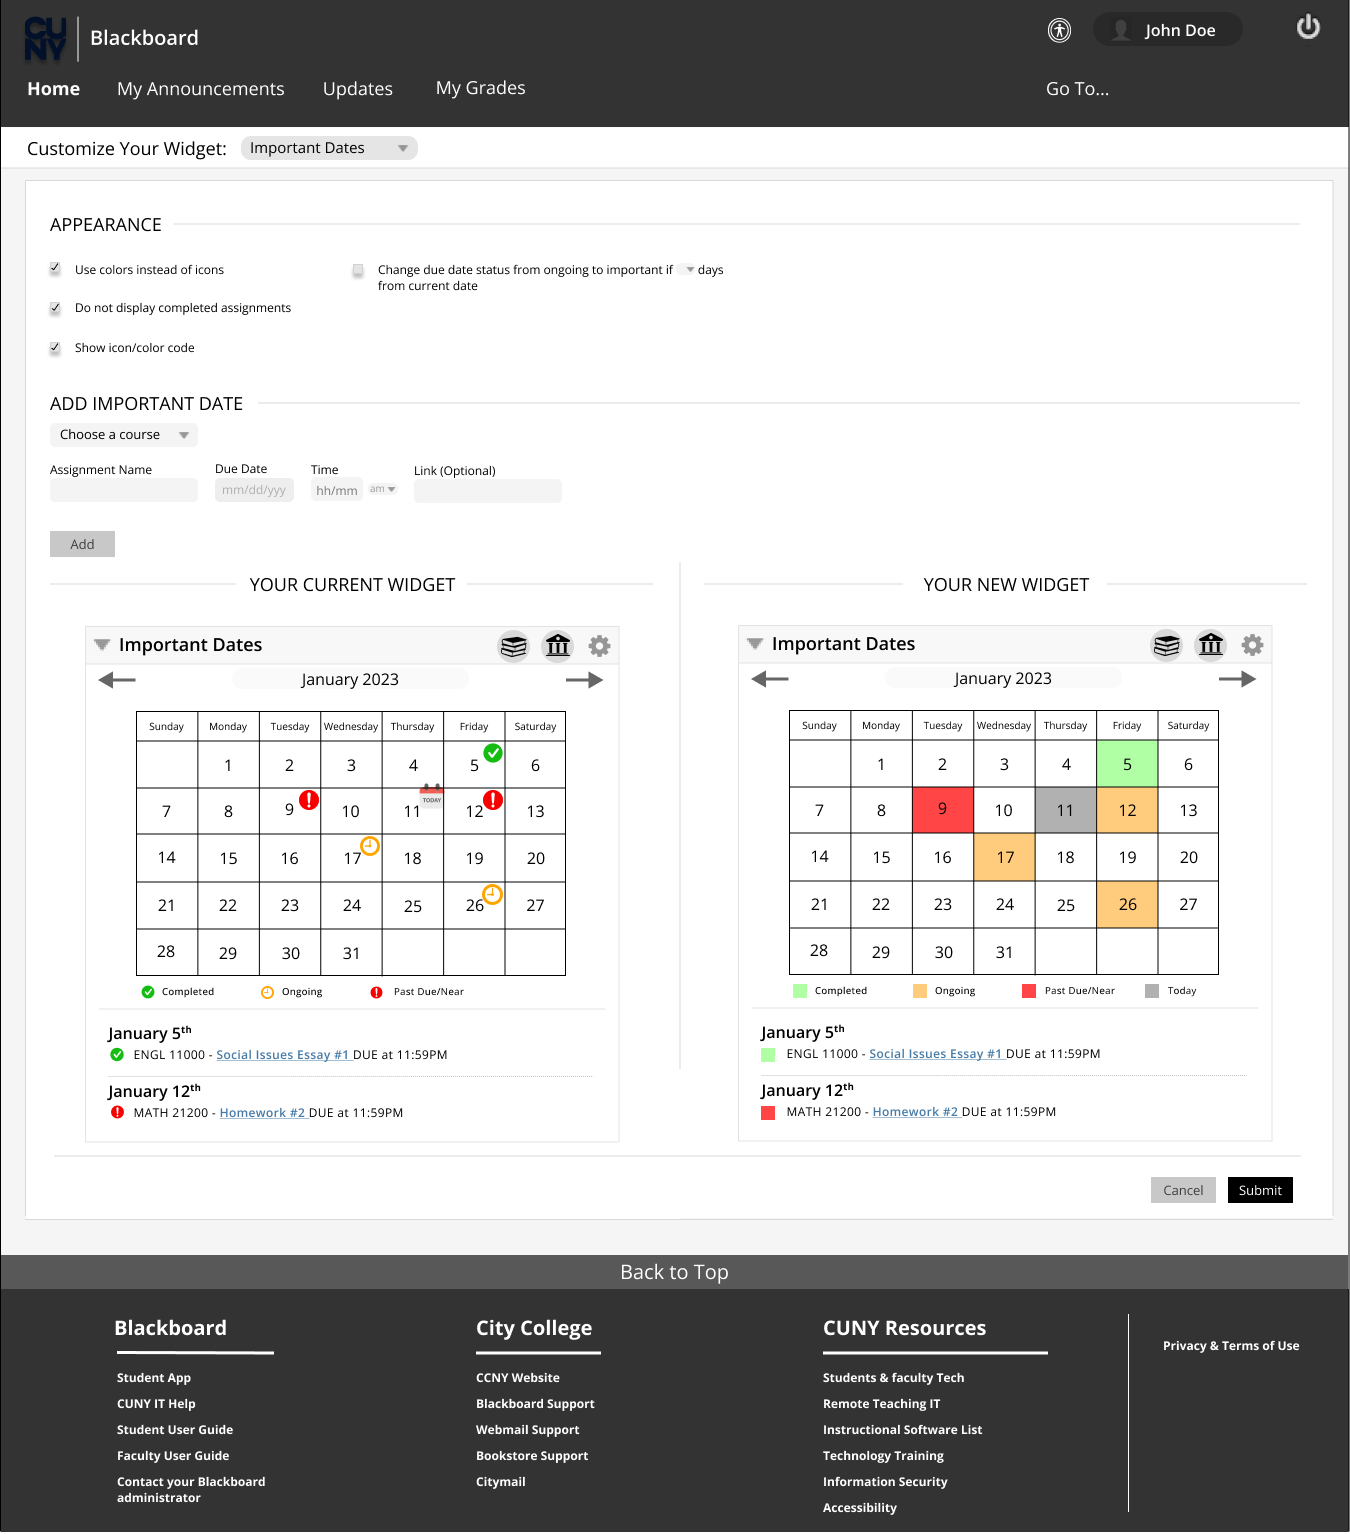 CU
NY
Blackboard
John Doe
Home My Announcements Updates My Grades Go To...
Customize Your Widget: Important Dates
APPEARANCE
Use colors instead of icons
Change due date status from ongoing to important if days
from current date
Do not display completed assignments
Show icon/color code
ADD IMPORTANT DATE
Choose a course
Assignment Name Due Date Time Link (Optional)
mm/dd/yyy hh/mm am
Add
YOUR CURRENT WIDGET
Important Dates
January 2023
Sunday Monday Tuesday Wednesday Thursday Friday Saturday
1 2 3 4 5 6
TODAY
7 8 9 10 11 12 13
14 15 16 17 18 19 20
21 22 23 24 25 26 27
28 29 30 31
Completed Ongoing Past Due/Near
January 5th
ENGL 11000 - Social Issues Essay #1 DUE at 11:59PM
January 12th
MATH 21200 - Homework #2 DUE at 11:59PM
YOUR NEW WIDGET
Important Dates
January 2023
Sunday Monday Tuesday Wednesday Thursday Friday Saturday
1 2 3 4 5 6
7 8 9 10 11 12 13
14 15 16 17 18 19 20
21 22 23 24 25 26 27
28 29 30 31
Completed Ongoing Past Due/Near Today
January 5th
ENGL 11000 - Social Issues Essay #1 DUE at 11:59PM
January 12th
MATH 21200 - Homework #2 DUE at 11:59PM
Cancel Submit
Back to Top
Blackboard
Student App
CUNY IT Help
Student User Guide
Faculty User Guide
Contact your Blackboard
administrator
City College
CCNY Website
Blackboard Support
Webmail Support
Bookstore Support
Citymail
CUNY Resources
Students & faculty Tech
Remote Teaching IT
Instructional Software List
Technology Training
Information Security
Accessibility
Privacy & Terms of Use